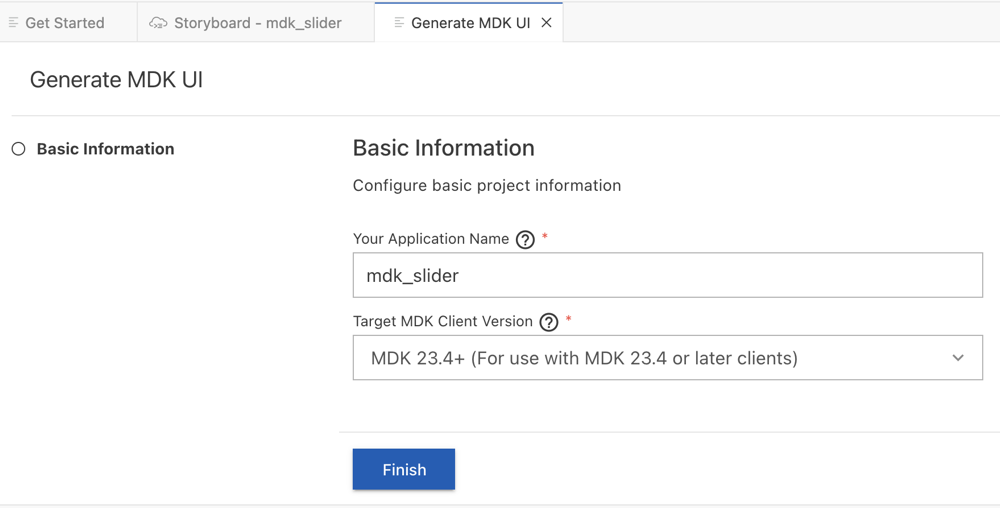 Get Started
Storyboard - mdk_slider
Generate MDK UI
Generate MDK UI
Basic Information
Basic Information
Configure basic project information
Your Application Name ? *
mdk_slider
Target MDK Client Version ? *
MDK 23.4+ (For use with MDK 23.4 or later clients)
Finish